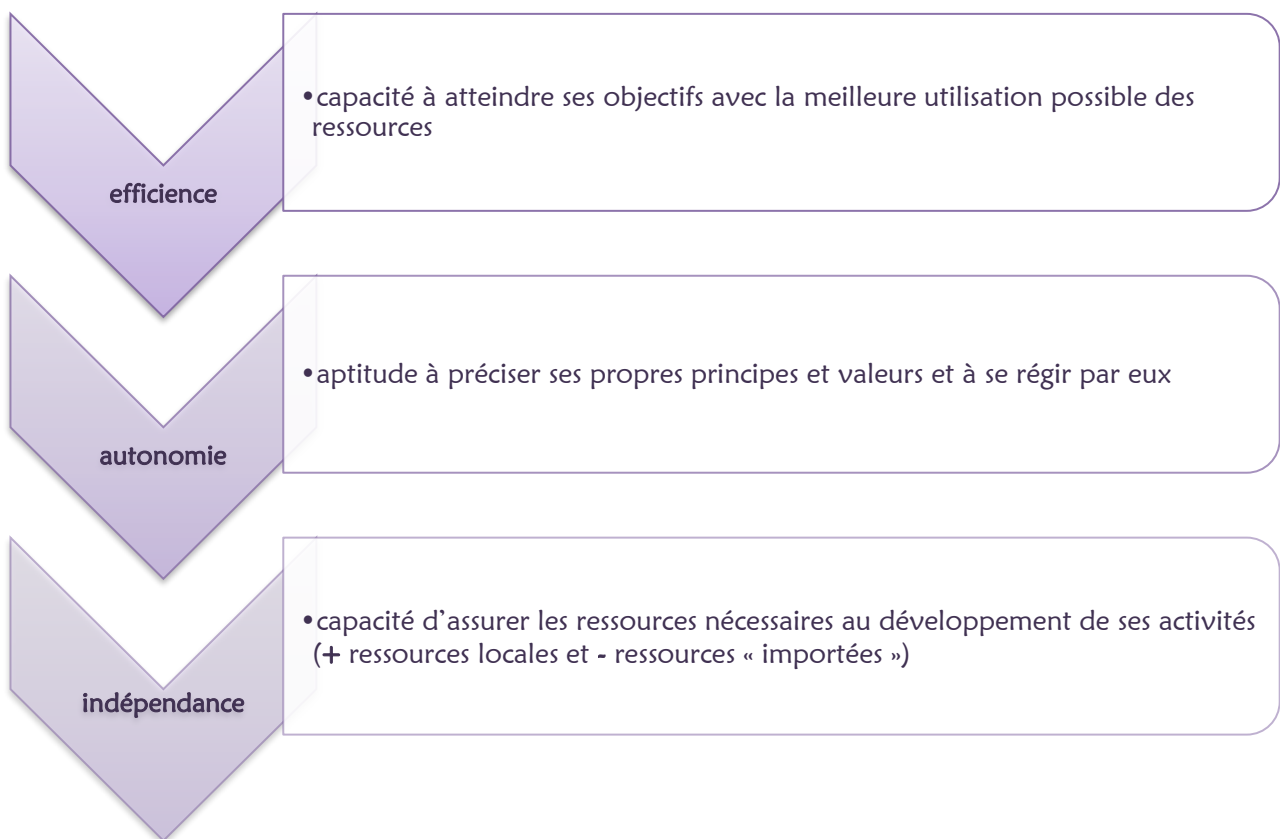 •capacité à atteindre ses objectifs avec la meilleure utilisation possible des
ressources
efficience
•aptitude à préciser ses propres principes et valeurs et à se régir par eux
autonomie
•capacité d’assurer les ressources nécessaires au développement de ses activités
(+ ressources locales et - ressources « importées »)
indépendance